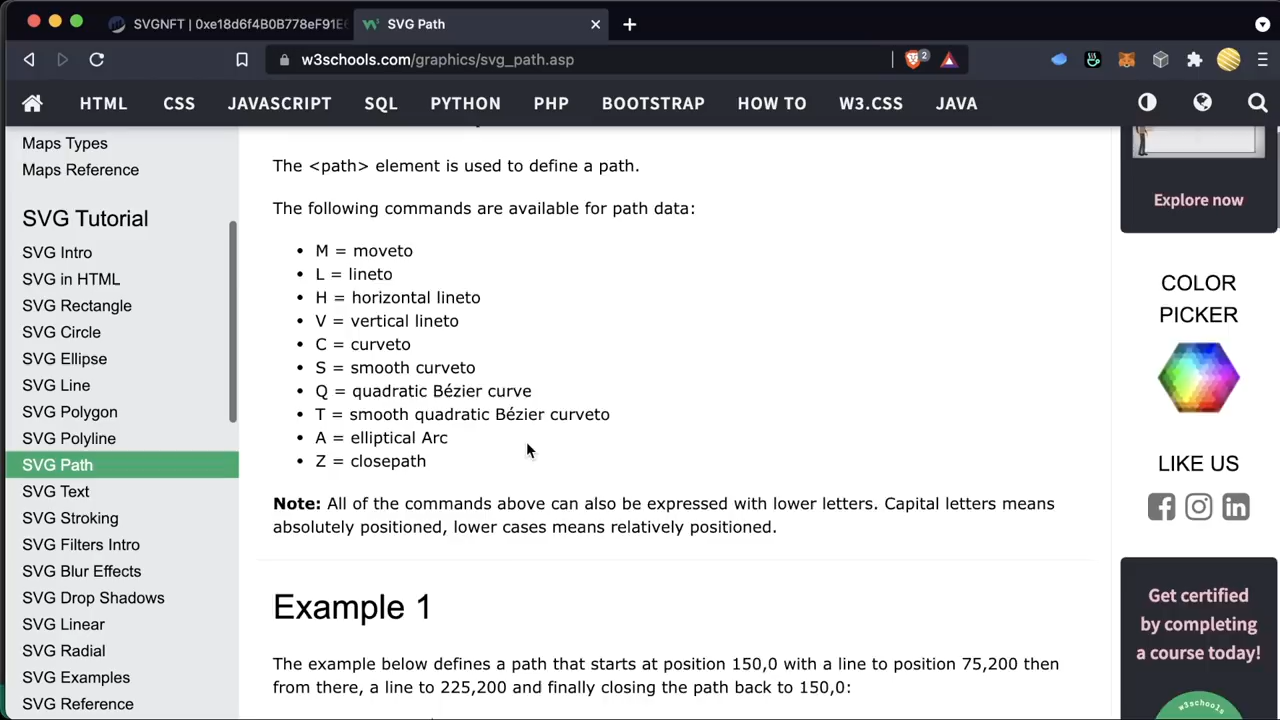 SVGNFT | 0xe18d6f4B0B778eF91E
SVG Path
w3schools.com/graphics/svg_path.asp
2
HTML
CSS
JAVASCRIPT
SQL
PYTHON
PHP
BOOTSTRAP
HOW TO
W3.CSS
JAVA
Maps Types
Maps Reference
SVG Tutorial
SVG Intro
SVG in HTML
SVG Rectangle
SVG Circle
SVG Ellipse
SVG Line
SVG Polygon
SVG Polyline
SVG Path
SVG Text
SVG Stroking
SVG Filters Intro
SVG Blur Effects
SVG Drop Shadows
SVG Linear
SVG Radial
SVG Examples
SVG Reference
The <path> element is used to define a path.
The following commands are available for path data:
• M = moveto
• L = lineto
• H = horizontal lineto
• V = vertical lineto
• C = curveto
• S = smooth curveto
• Q = quadratic Bézier curve
• T = smooth quadratic Bézier curveto
• A = elliptical Arc
• Z = closepath
Note: All of the commands above can also be expressed with lower letters. Capital letters means
absolutely positioned, lower cases means relatively positioned.
Example 1
The example below defines a path that starts at position 150,0 with a line to position 75,200 then
from there, a line to 225,200 and finally closing the path back to 150,0:
Explore now
COLOR
PICKER
LIKE US
Get certified
by completing
a course today!
w3schools